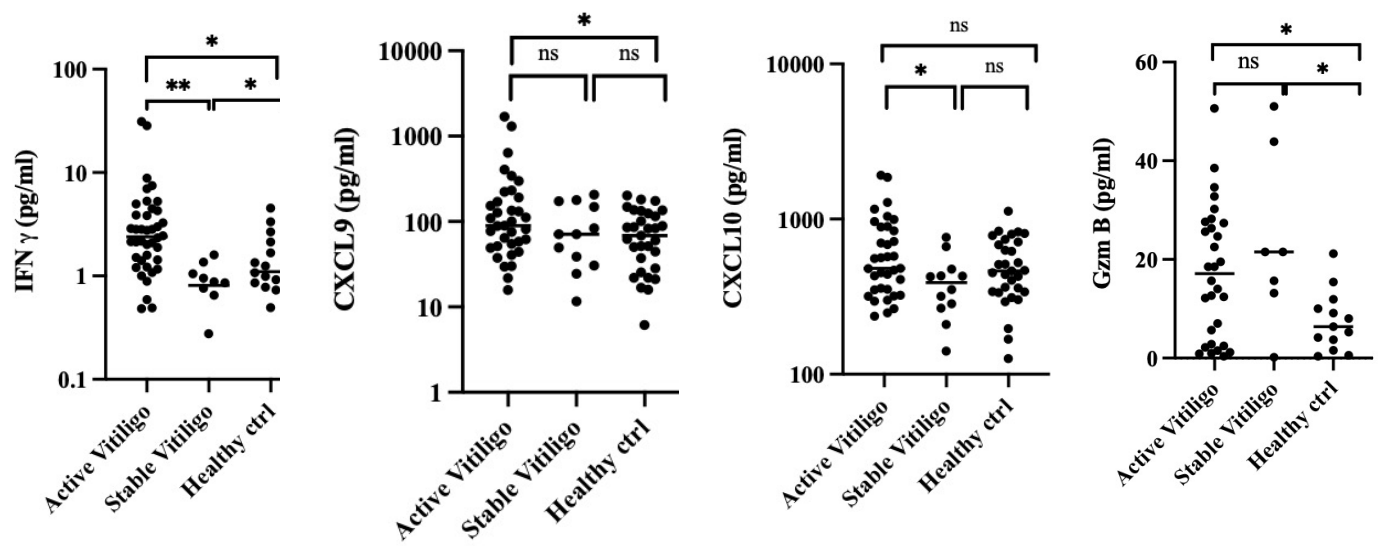 *
** *
100
10
1
0.1
IFN γ (pg/ml)
Active Vitiligo
Stable Vitiligo
Healthy ctrl
*
ns ns
10000
1000
100
10
1
CXCL9 (pg/ml)
Active Vitiligo
Stable Vitiligo
Healthy ctrl
ns
* ns
10000
1000
100
CXCL10 (pg/ml)
Active Vitiligo
Stable Vitiligo
Healthy ctrl
*
ns *
60
40
20
0
Gzm B (pg/ml)
Active Vitiligo
Stable Vitiligo
Healthy ctrl